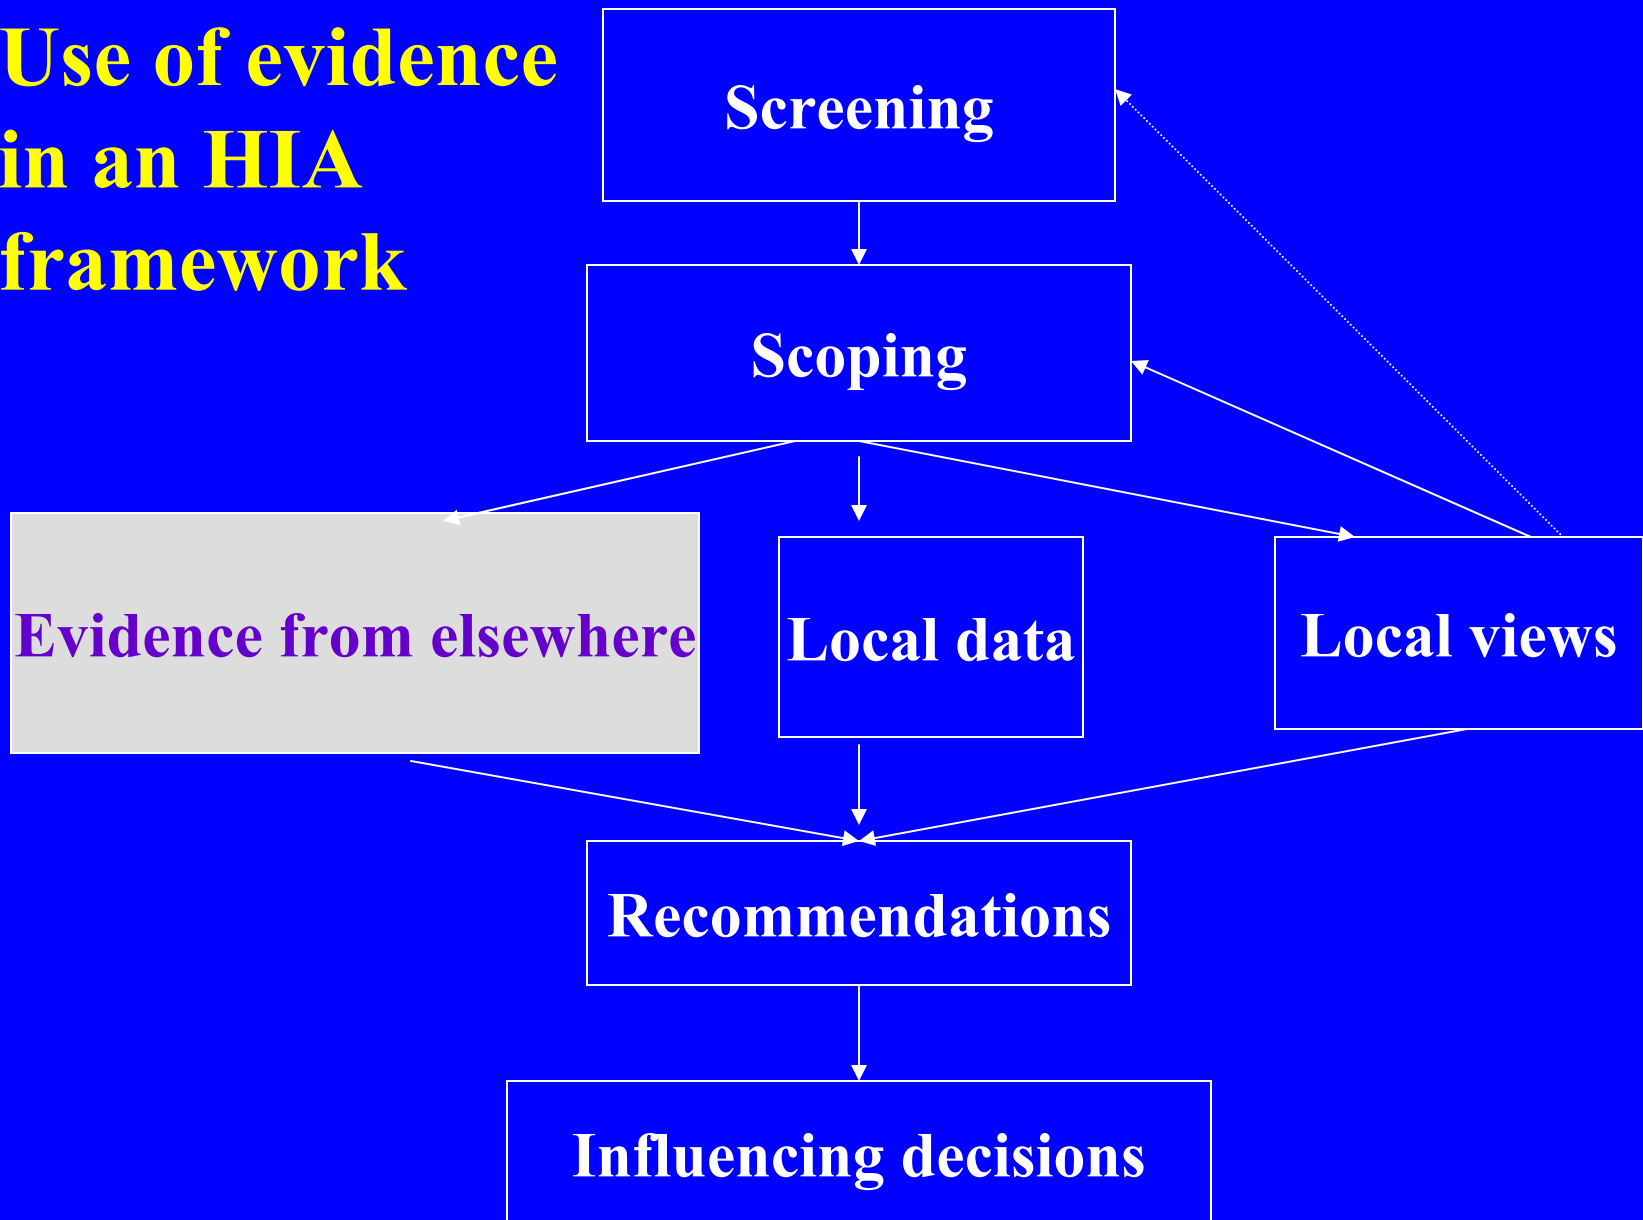 Use of evidence
in an HIA
framework
Screening
Scoping
Evidence from elsewhere
Local data
Local views
Recommendations
Influencing decisions